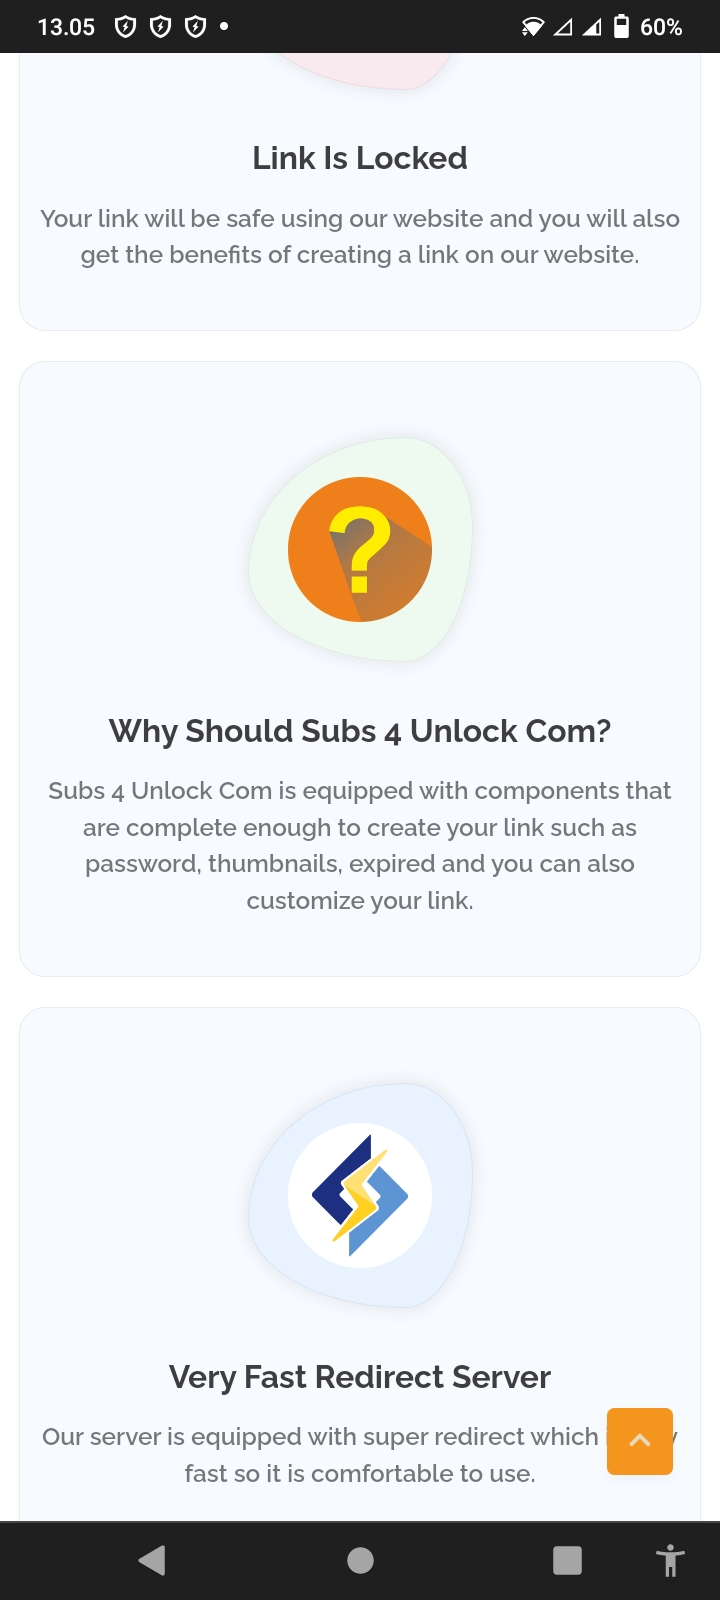 13.05
60%
Link Is Locked
Your link will be safe using our website and you will also
get the benefits of creating a link on our website.
?
Why Should Subs 4 Unlock Com?
Subs 4 Unlock Com is equipped with components that
are complete enough to create your link such as
password, thumbnails, expired and you can also
customize your link.
Very Fast Redirect Server
Our server is equipped with super redirect which
fast so it is comfortable to use.